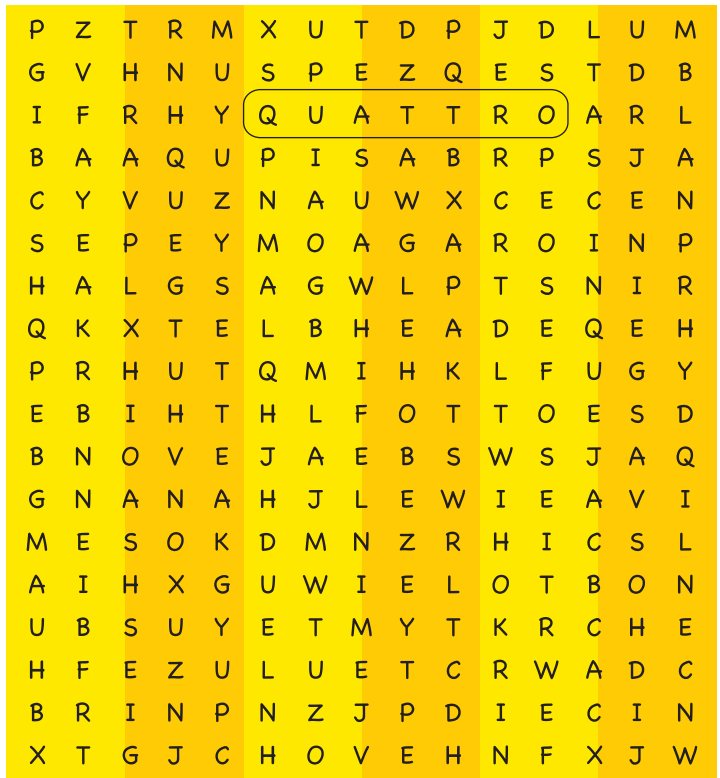 P Z T R M X U T D P J D L U M
G V H N U S P E Z Q E S T D B
I F R H Y Q U A T T R O A R L
B A A Q U P I S A B R P S J A
C Y V U Z N A U W X C E C E N
S E P E Y M O A G A R O I N P
H A L G S A G W L P T S N I R
Q K X T E L B H E A D E Q E H
P R H U T Q M I H K L F U G Y
E B I H T H L F O T T O E S D
B N O V E J A E B S W S J A Q
G N A N A H J L E W I E A V I
M E S O K D M N Z R H I C S L
A I H X G U W I E L O T B O N
U B S U Y E T M Y T K R C H E
H F E Z U L U E T C R W A D C
B R I N P N Z J P D I E C I N
X T G J C H O V E H N F X J W